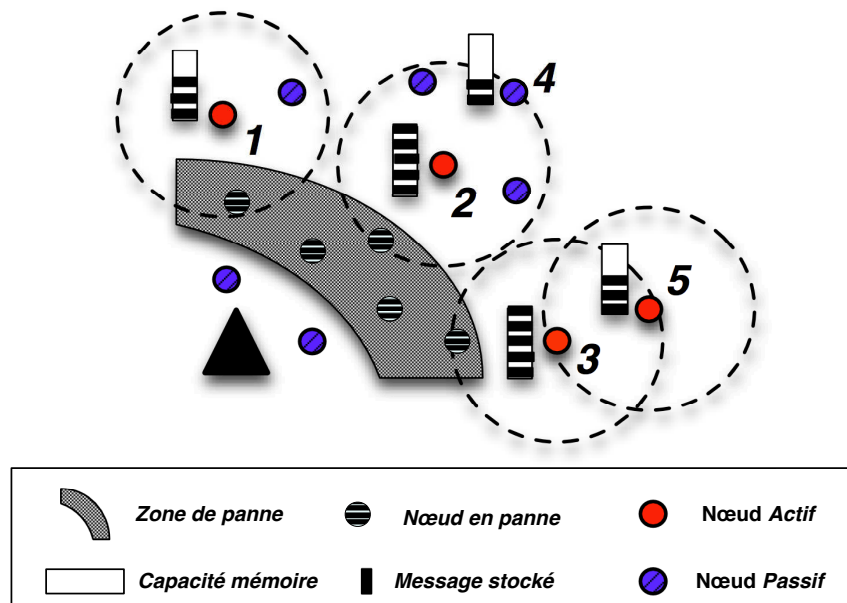 4
1
2
5
3
Zone de panne
Nœud en panne
Nœud Actif
Capacité mémoire
Message stocké
Nœud Passif